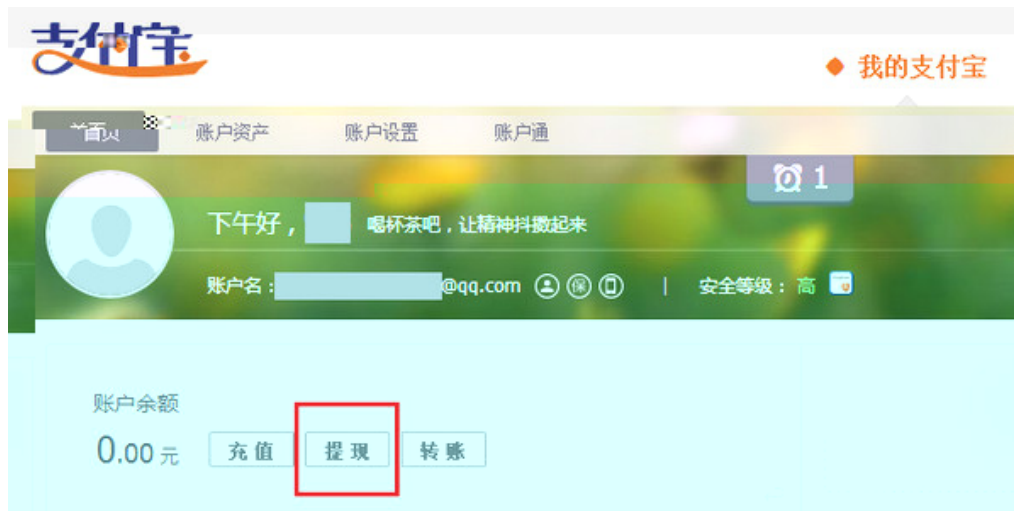 支付宝
我的支付宝
首页 账户资产 账户设置 账户通
1
下午好， 喝杯茶吧，让精神抖擞起来
账户名： @qq.com 保 | 安全等级：高
账户余额
0.00 元 充值 提现 转账